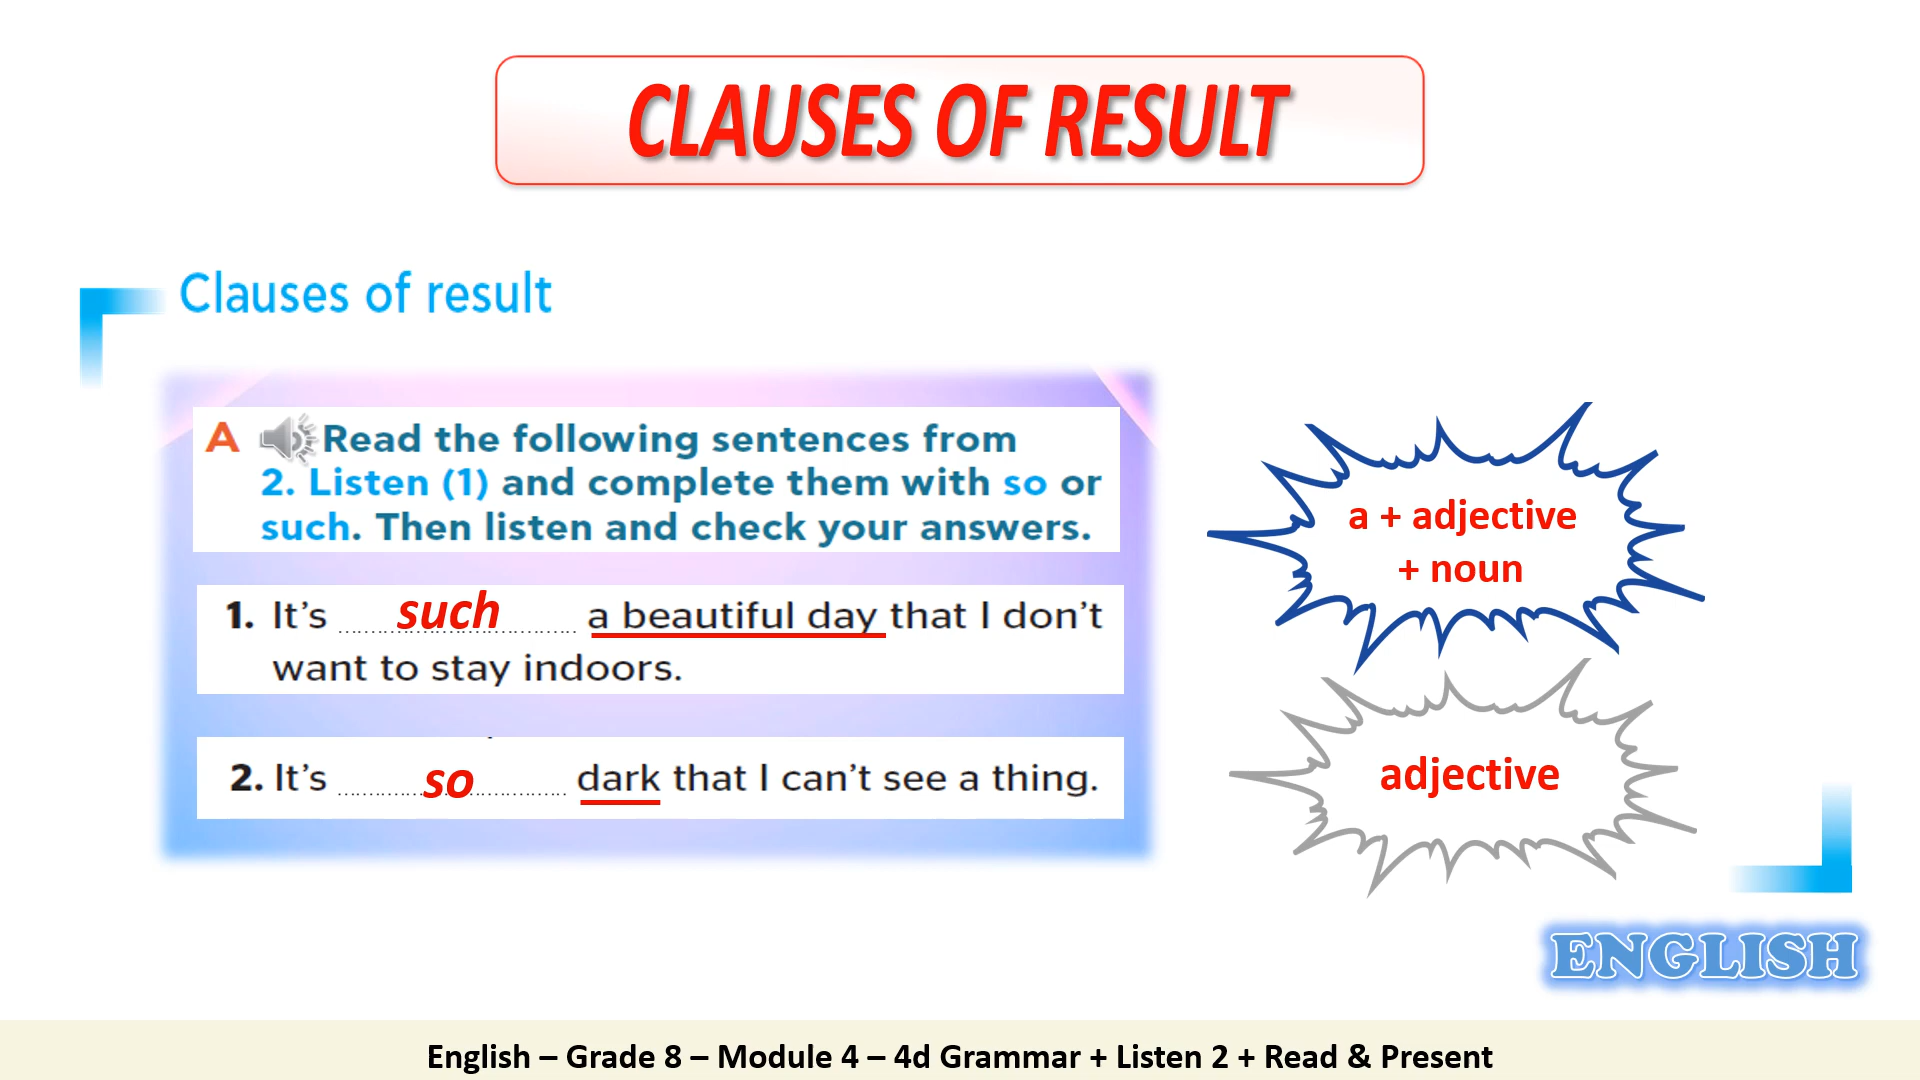 CLAUSES OF RESULT
Clauses of result
A Read the following sentences from
2. Listen (1) and complete them with so or
such. Then listen and check your answers.
1. It's ........ such ........ a beautiful day that I don't
want to stay indoors.
2. It's ........ so ........ dark that I can't see a thing.
a + adjective
+ noun
adjective
ENGLISH
English – Grade 8 – Module 4 – 4d Grammar + Listen 2 + Read & Present